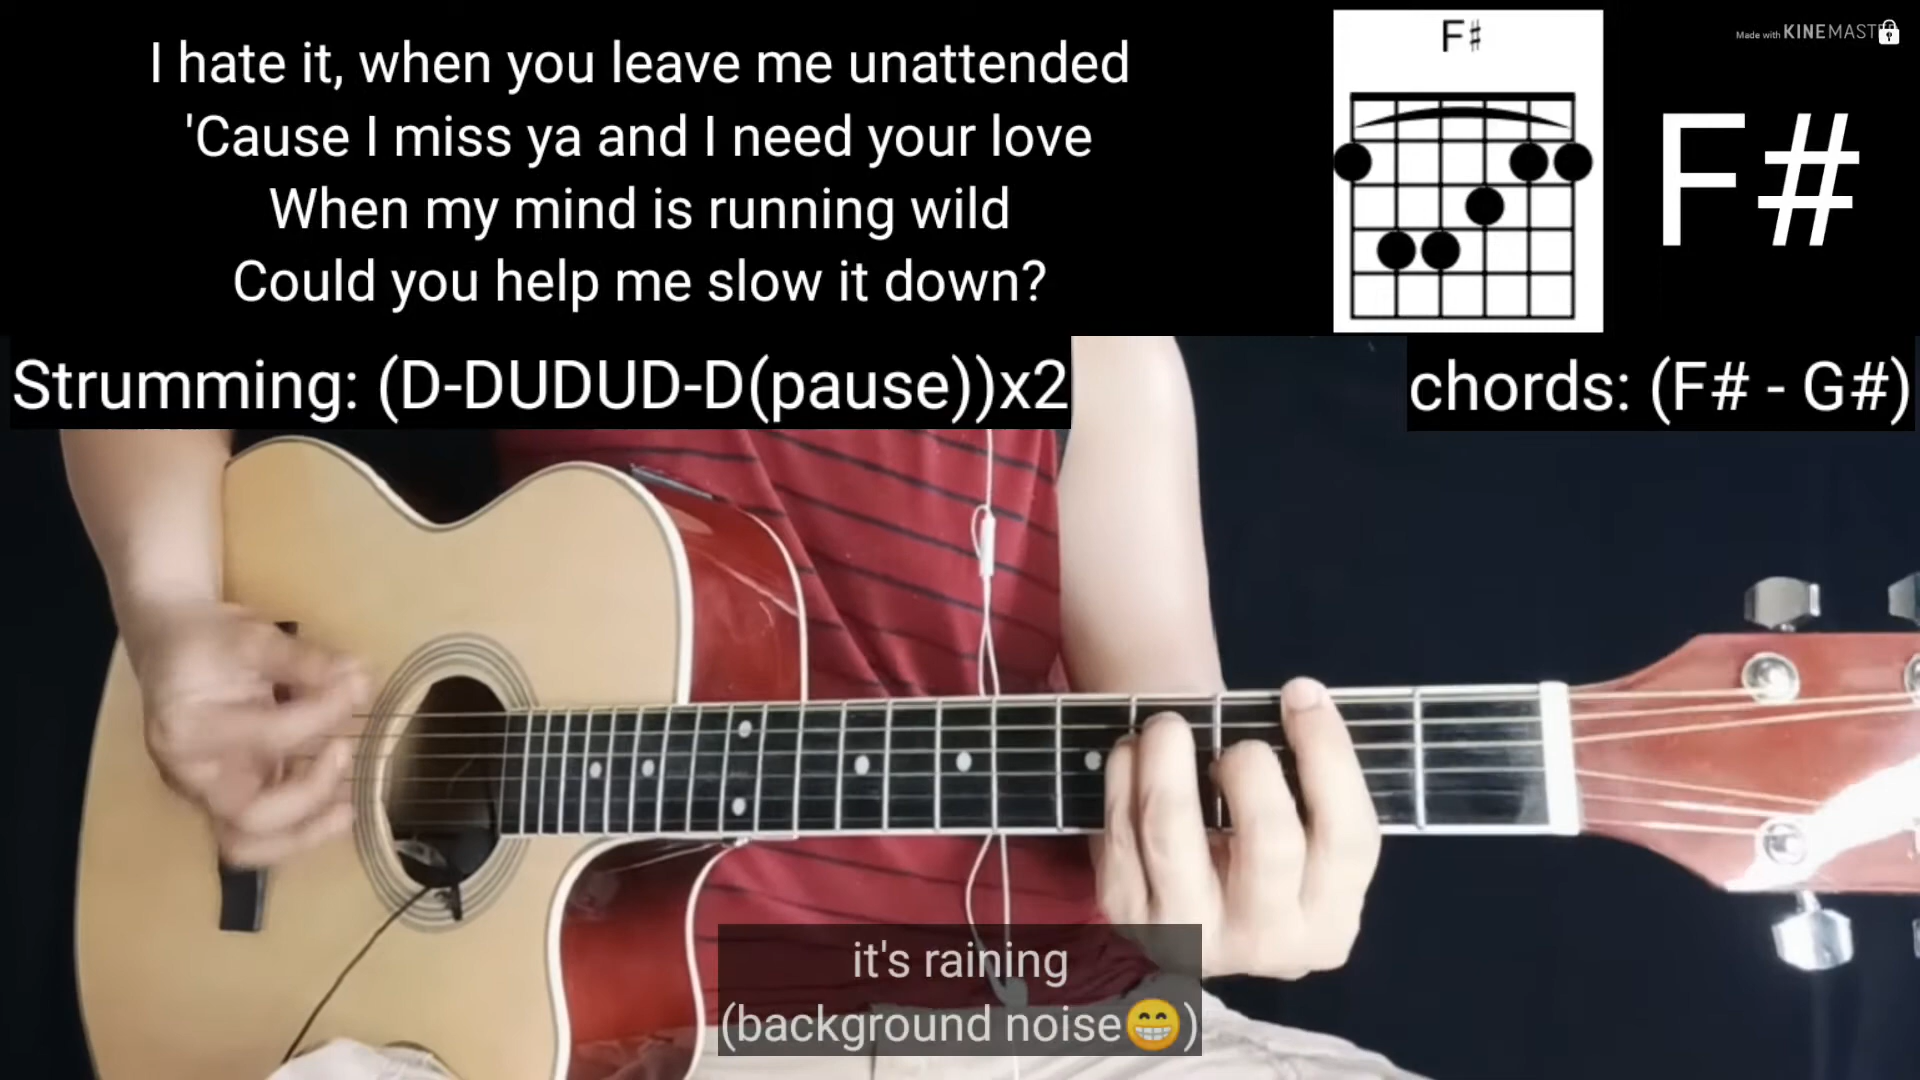 I hate it, when you leave me unattended
'Cause I miss ya and I need your love
When my mind is running wild
Could you help me slow it down?
F♯
Made with KINEMAST
F#
Strumming: (D-DUDUD-D(pause))x2
chords: (F# - G#)
it's raining
(background noise😁)